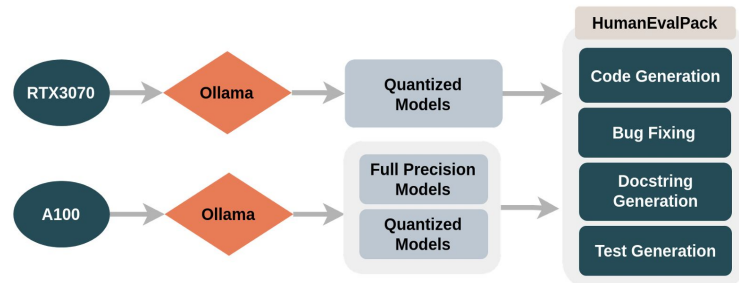 HumanEvalPack
RTX3070
Ollama
Quantized
Models
Code Generation
Bug Fixing
A100
Ollama
Full Precision
Models
Quantized
Models
Docstring
Generation
Test Generation